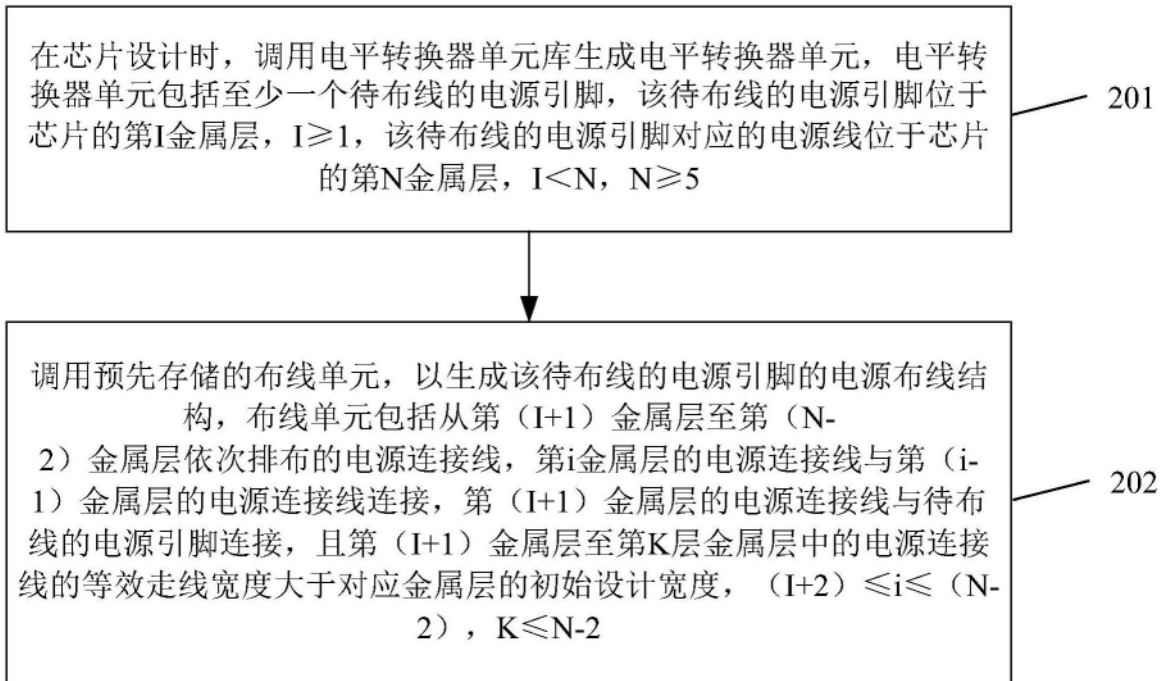 在芯片设计时，调用电平转换器单元库生成电平转换器单元，电平转
换器单元包括至少一个待布线的电源引脚，该待布线的电源引脚位于
芯片的第I金属层，I≥1，该待布线的电源引脚对应的电源线位于芯片
的第N金属层，I＜N，N≥5
201
调用预先存储的布线单元，以生成该待布线的电源引脚的电源布线结
构，布线单元包括从第（I+1）金属层至第（N-
2）金属层依次排布的电源连接线，第i金属层的电源连接线与第（i-
1）金属层的电源连接线连接，第（I+1）金属层的电源连接线与待布
线的电源引脚连接，且第（I+1）金属层至第K层金属层中的电源连接
线的等效走线宽度大于对应金属层的初始设计宽度，（I+2）≤i≤（N-
2），K≤N-2
202